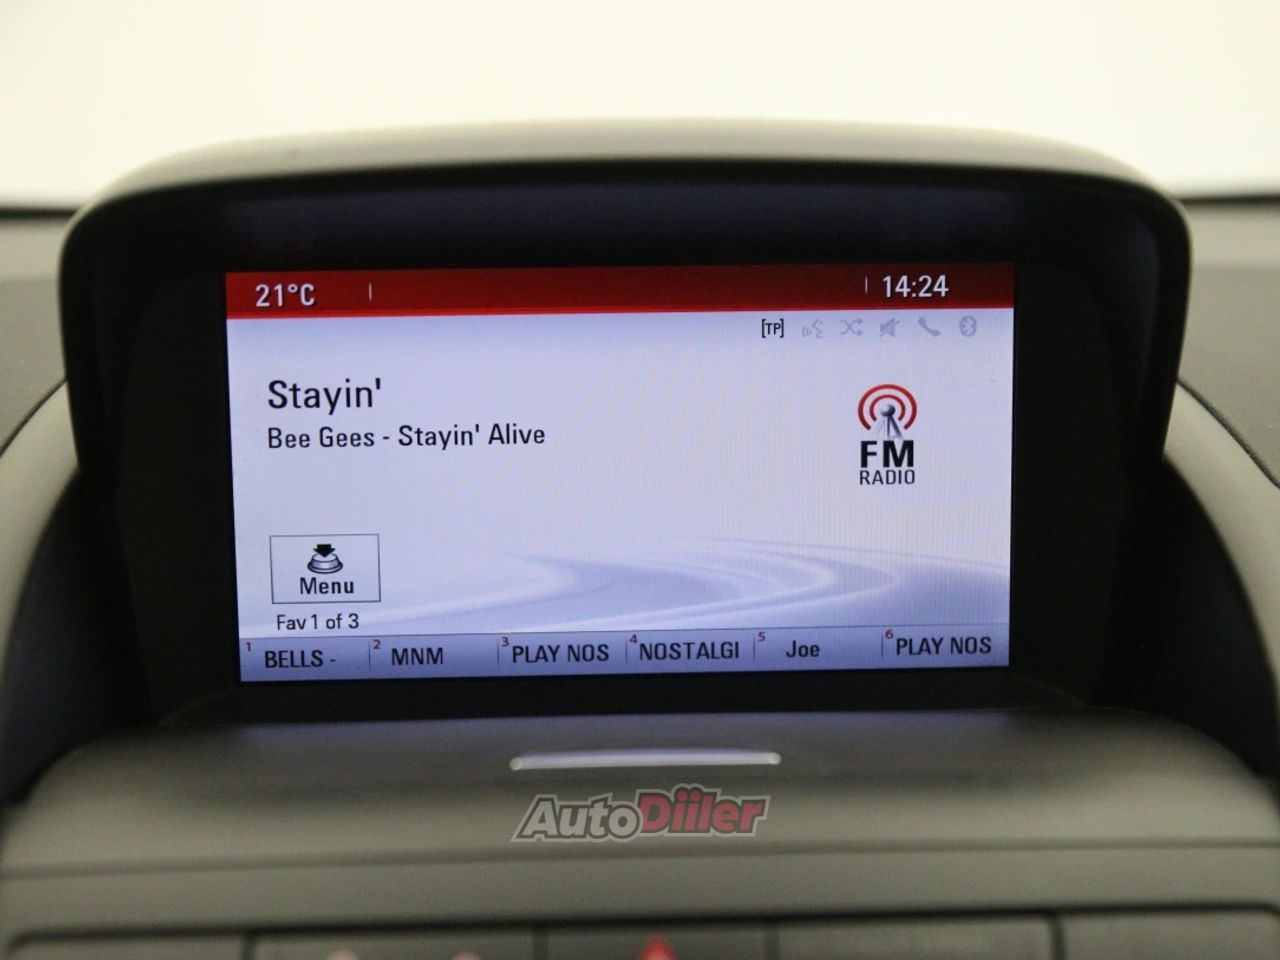 21°C 14:24
[TP]
Stayin'
Bee Gees - Stayin' Alive
FM
RADIO
Menu
Fav 1 of 3
1 BELLS - 2 MNM 3 PLAY NOS 4 NOSTALGI 5 Joe 6 PLAY NOS
AutoDiiler